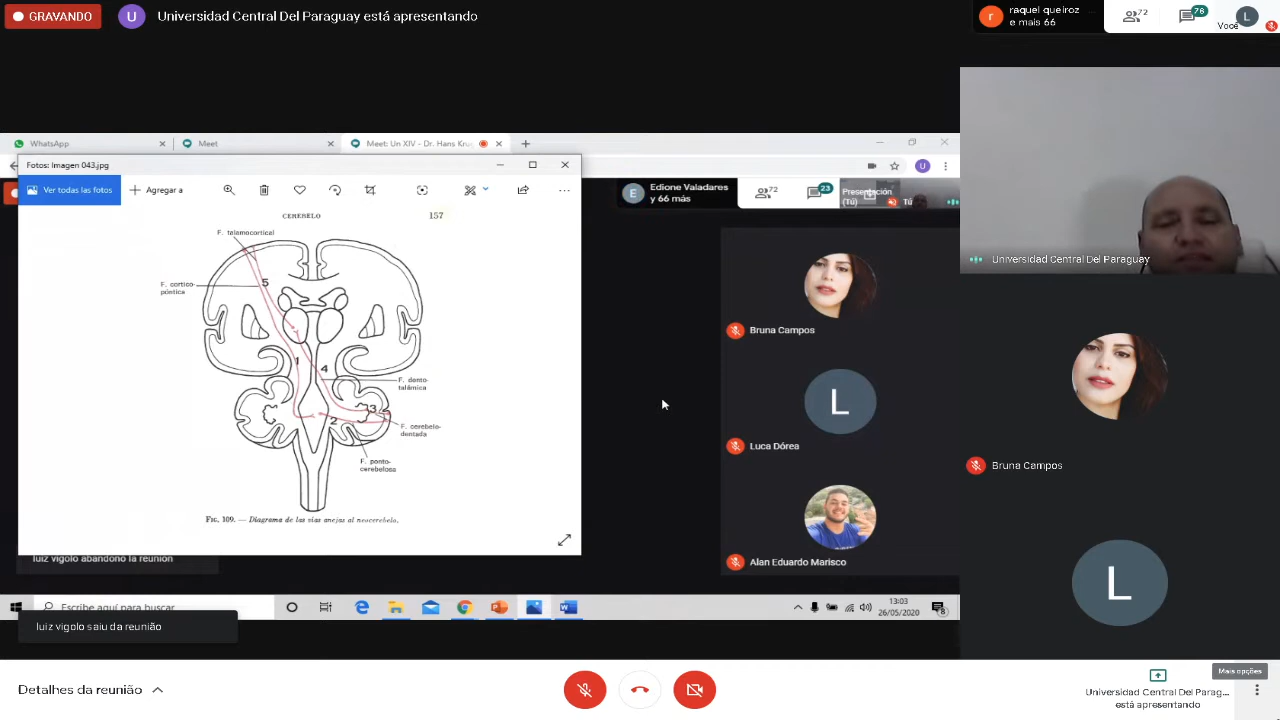 GRAVANDO
U
Universidad Central Del Paraguay está apresentando
r
raquel queiroz
e mais 66
72
76
L
Você
WhatsApp
Meet
Meet: Un XIV - Dr. Hans Kru
Fotos: Imagen 043.jpg
Ver todas las fotos
Agregar a
U
E
Edione Valadares
y 66 más
72
23
Presentación
(Tú)
Tú
CEREBELO
157
F. talamocortical
F. cortico-
póntica
5
1
4
F. dento-
talámica
3
2
F. cerebelo-
dentada
F. ponto-
cerebelosa
FIG. 109. — Diagrama de las vías anejas al neocerebelo.
Bruna Campos
L
Luca Dórea
Alan Eduardo Marisco
luiz vigolo abandonó la reunión
Escribe aquí para buscar
13:03
26/05/2020
8
luiz vigolo saiu da reunião
Universidad Central Del Paraguay
Bruna Campos
L
Detalhes da reunião
Mais opções
Universidad Central Del Parag...
está apresentando